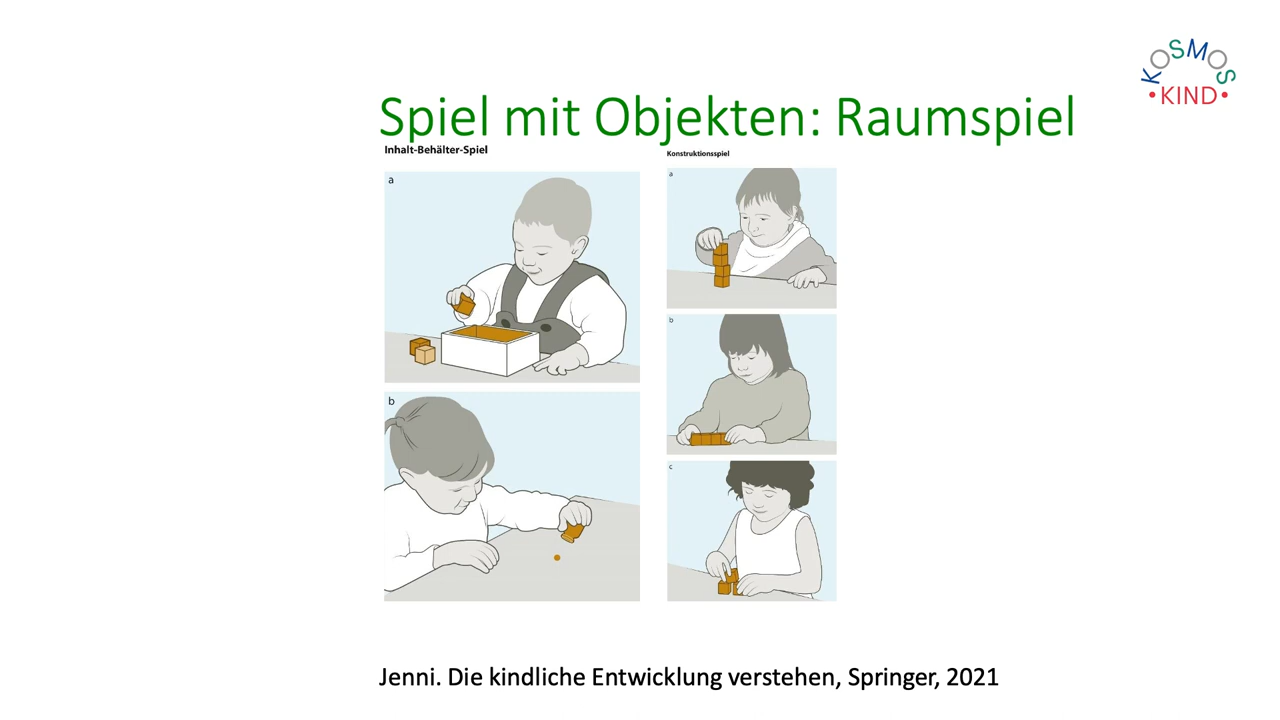 KOSMOS
•KIND•
Spiel mit Objekten: Raumspiel
Inhalt-Behälter-Spiel
a
b
Konstruktionsspiel
a
b
c
Jenni. Die kindliche Entwicklung verstehen, Springer, 2021